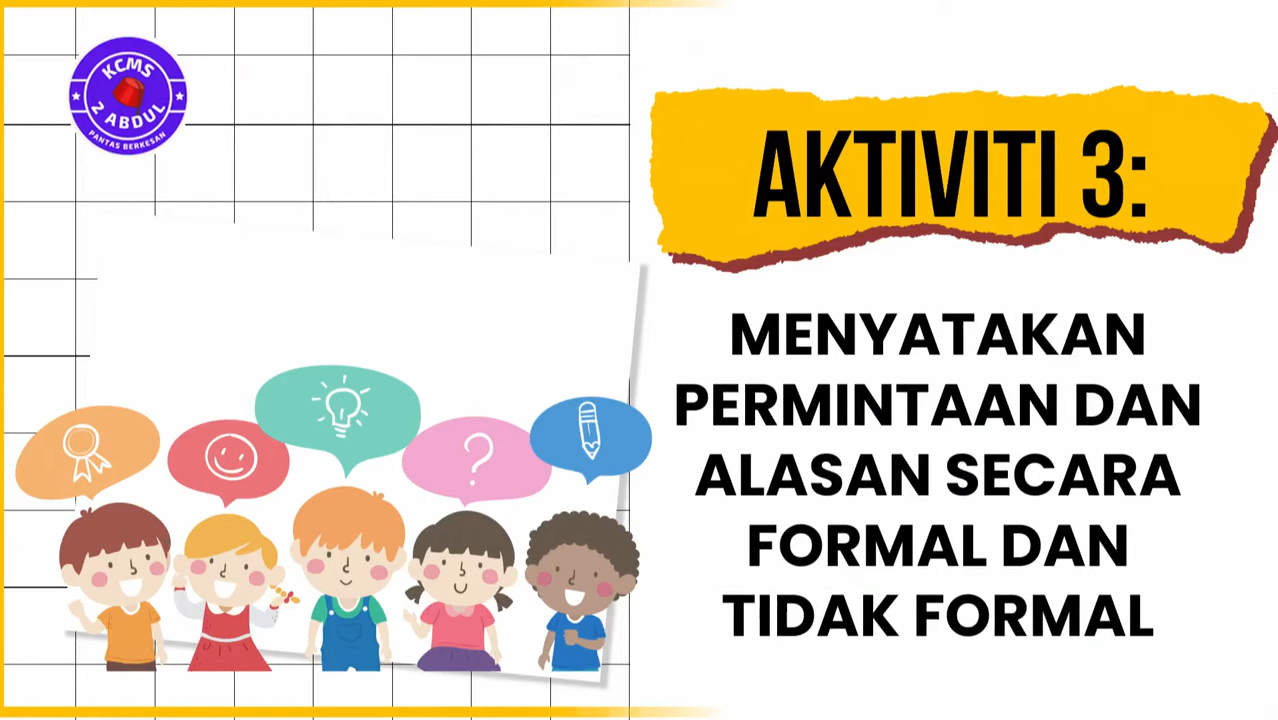 KCMS
2 ABDUL
PANTAS BERKESAN
AKTIVITI 3:
MENYATAKAN
PERMINTAAN DAN
ALASAN SECARA
FORMAL DAN
TIDAK FORMAL
?